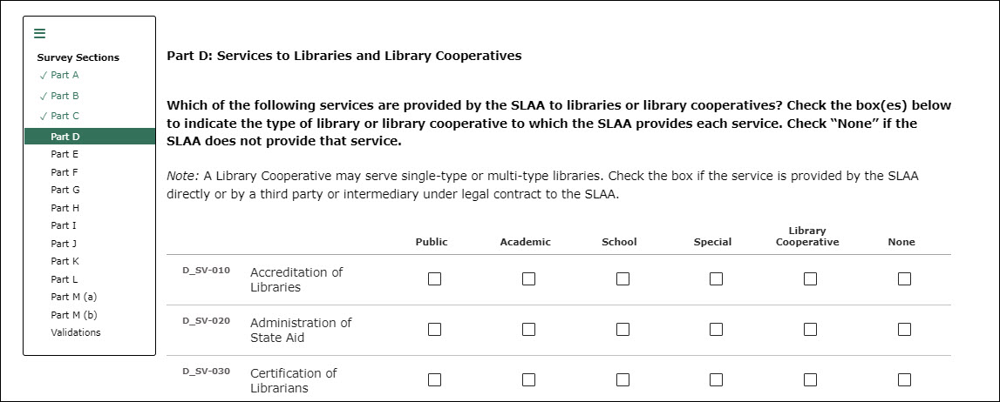 Survey Sections
✓ Part A
✓ Part B
✓ Part C
Part D
Part E
Part F
Part G
Part H
Part I
Part J
Part K
Part L
Part M (a)
Part M (b)
Validations
Part D: Services to Libraries and Library Cooperatives
Which of the following services are provided by the SLAA to libraries or library cooperatives? Check the box(es) below
to indicate the type of library or library cooperative to which the SLAA provides each service. Check “None” if the
SLAA does not provide that service.
Note: A Library Cooperative may serve single-type or multi-type libraries. Check the box if the service is provided by the SLAA
directly or by a third party or intermediary under legal contract to the SLAA.
Public Academic School Special Library Cooperative None
D_SV-010 Accreditation of
Libraries
D_SV-020 Administration of
State Aid
D_SV-030 Certification of
Librarians